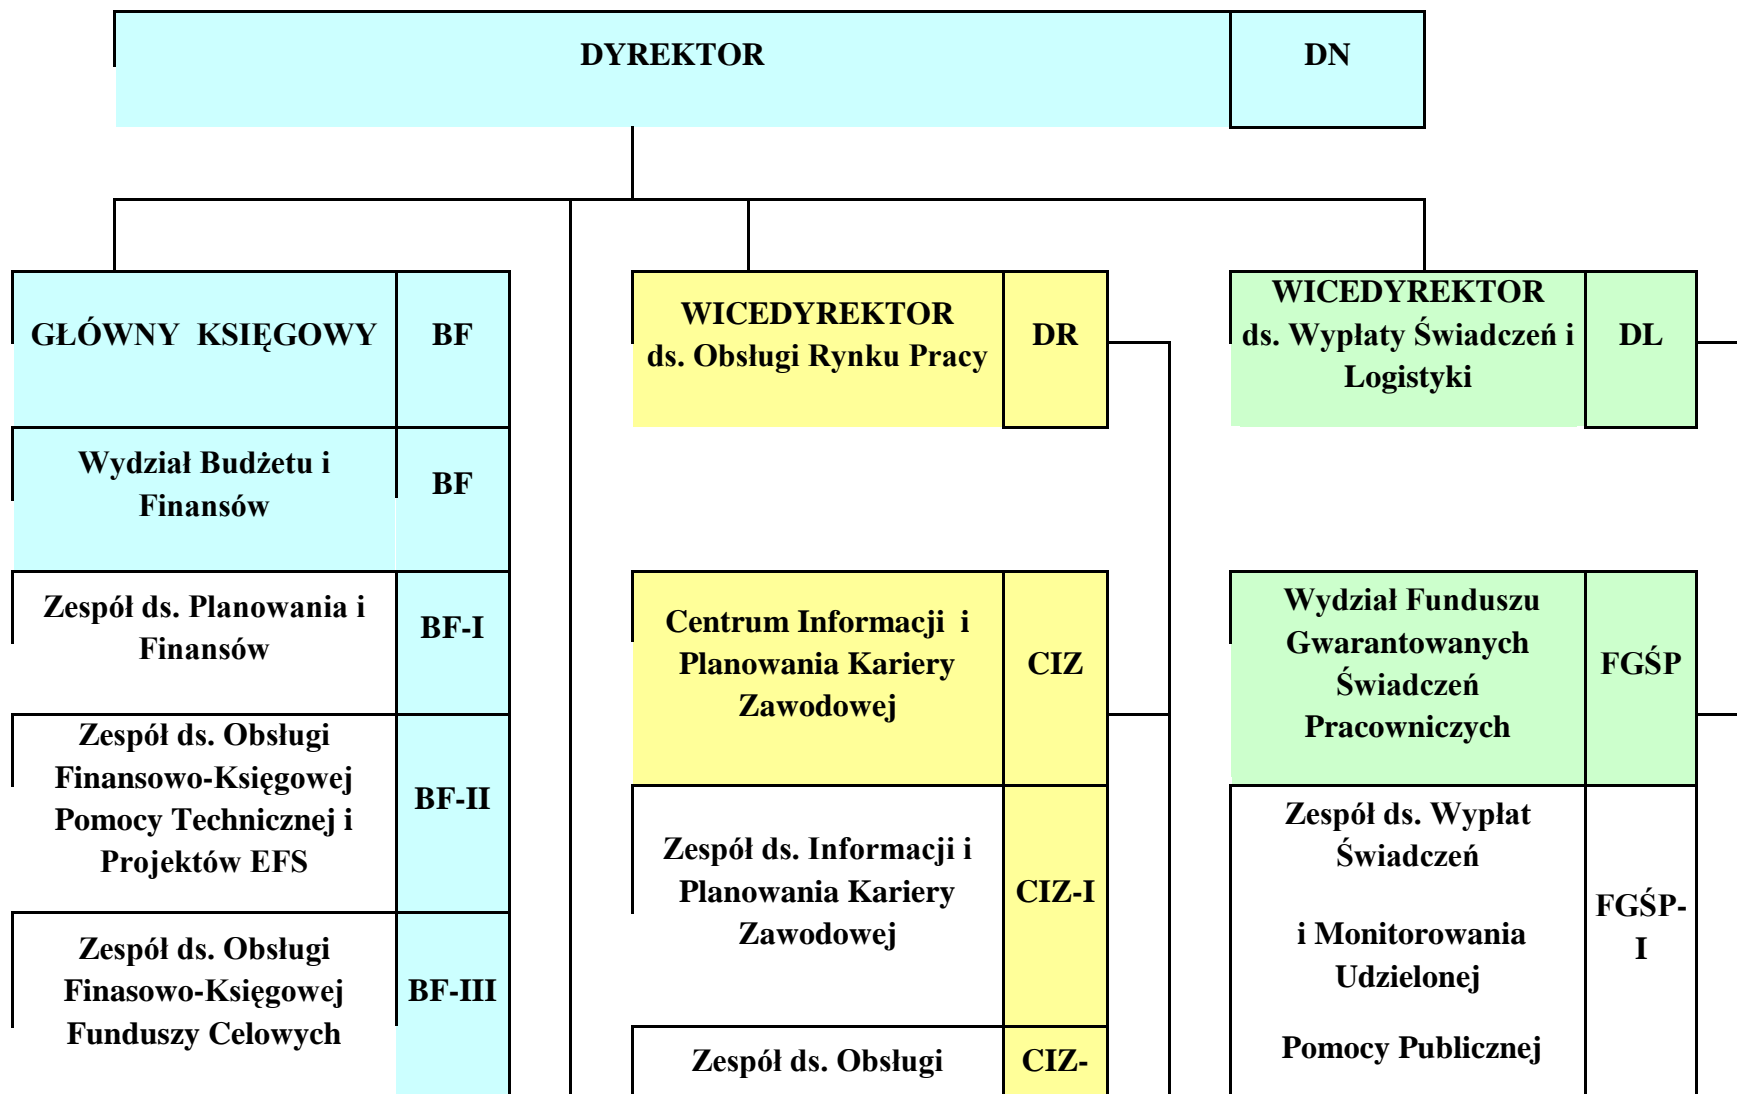 DYREKTOR
DN
GŁÓWNY KSIĘGOWY
BF
WICEDYREKTOR
ds. Obsługi Rynku Pracy
DR
WICEDYREKTOR
ds. Wypłaty Świadczeń i
Logistyki
DL
Wydział Budżetu i
Finansów
BF
Zespół ds. Planowania i
Finansów
BF-I
Centrum Informacji i
Planowania Kariery
Zawodowej
CIZ
Wydział Funduszu
Gwarantowanych
Świadczeń
Pracowniczych
FGŚP
Zespół ds. Obsługi
Finansowo-Księgowej
Pomocy Technicznej i
Projektów EFS
BF-II
Zespół ds. Informacji i
Planowania Kariery
Zawodowej
CIZ-I
Zespół ds. Wypłat
Świadczeń
i Monitorowania
Udzielonej
Pomocy Publicznej
FGŚP-
I
Zespół ds. Obsługi
Finasowo-Księgowej
Funduszy Celowych
BF-III
Zespół ds. Obsługi
CIZ-